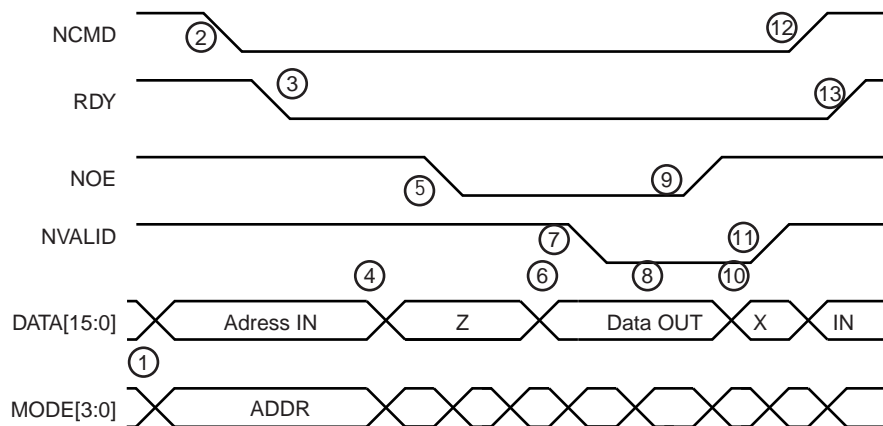 NCMD 2 12
RDY 3 13
NOE 5 9
NVALID 7 11
4 6 8 10
DATA[15:0] Adress IN Z Data OUT X IN
1
MODE[3:0] ADDR